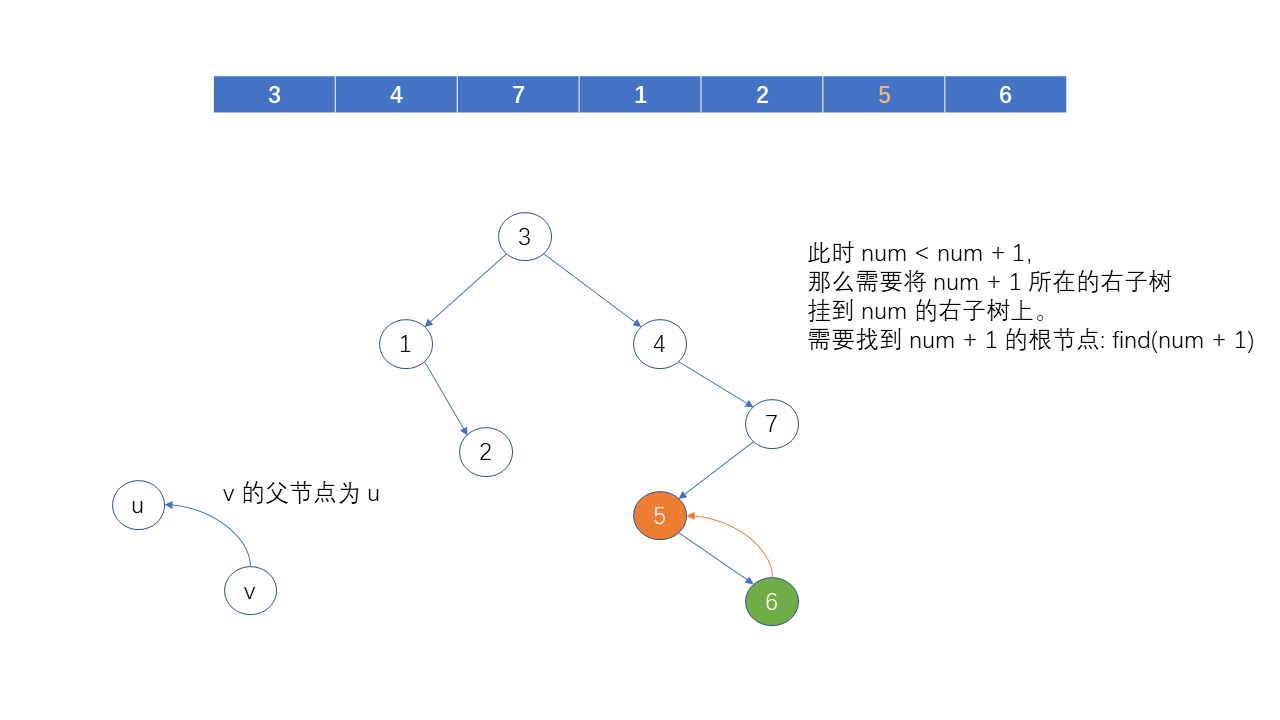 3 4 7 1 2 5 6
3
此时 num < num + 1,
那么需要将 num + 1 所在的右子树
挂到 num 的右子树上。
需要找到 num + 1 的根节点: find(num + 1)
1
4
7
2
v 的父节点为 u
u
5
v
6